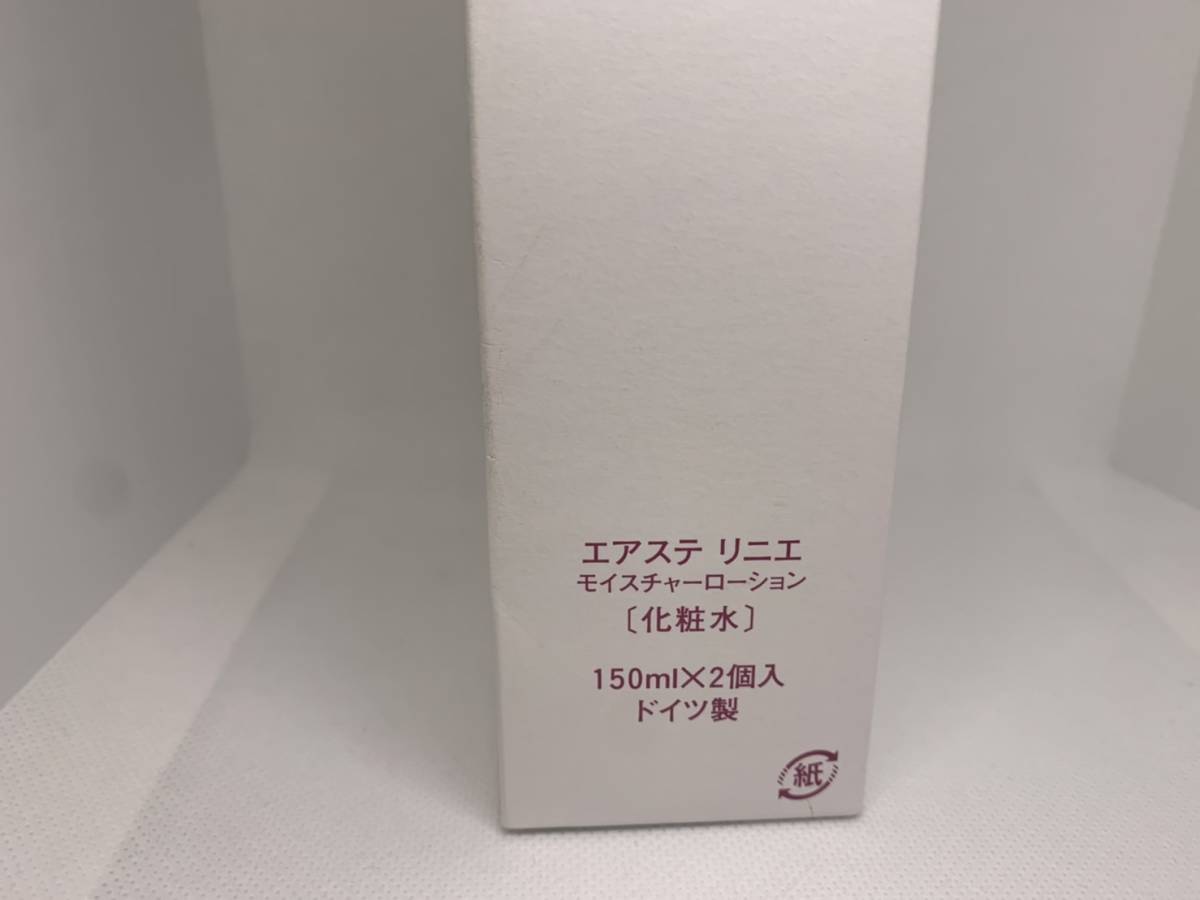 エアステ リニエ
モイスチャーローション
〔化粧水〕
150ml×2個入
ドイツ製
紙